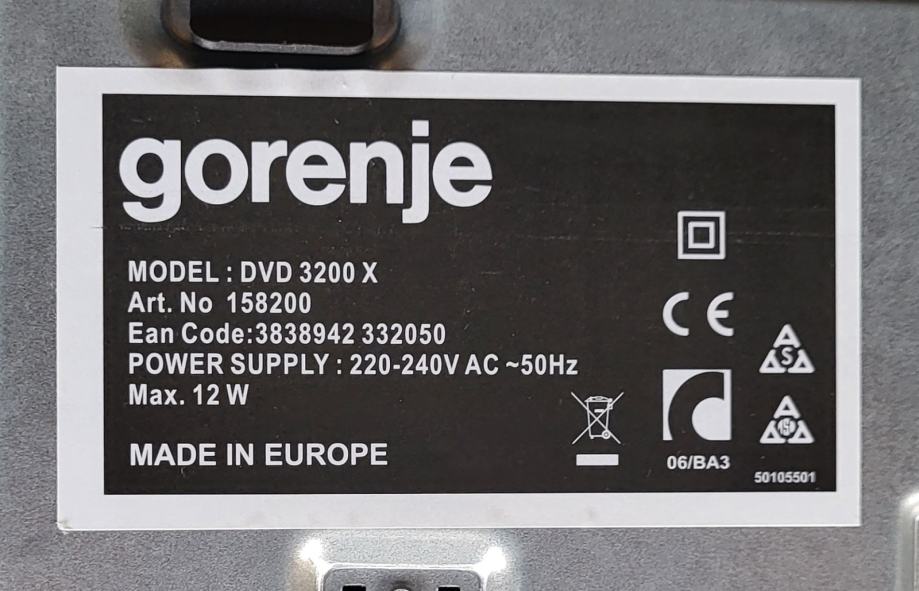 gorenje
MODEL : DVD 3200 X
Art. No 158200
Ean Code:3838942 332050
POWER SUPPLY : 220-240V AC ~50Hz
Max. 12 W
MADE IN EUROPE
CE
06/BA3
50105501